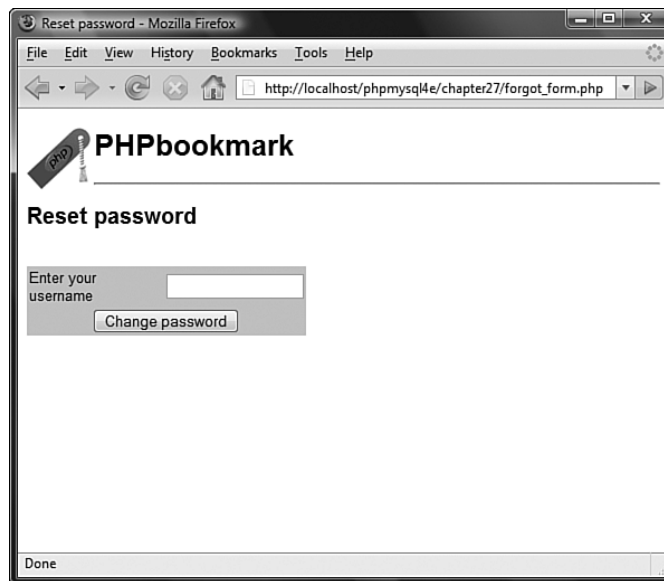 Reset password - Mozilla Firefox
File Edit View History Bookmarks Tools Help
http://localhost/phpmysql4e/chapter27/forgot_form.php
php
PHPbookmark
Reset password
Enter your
username
Change password
Done